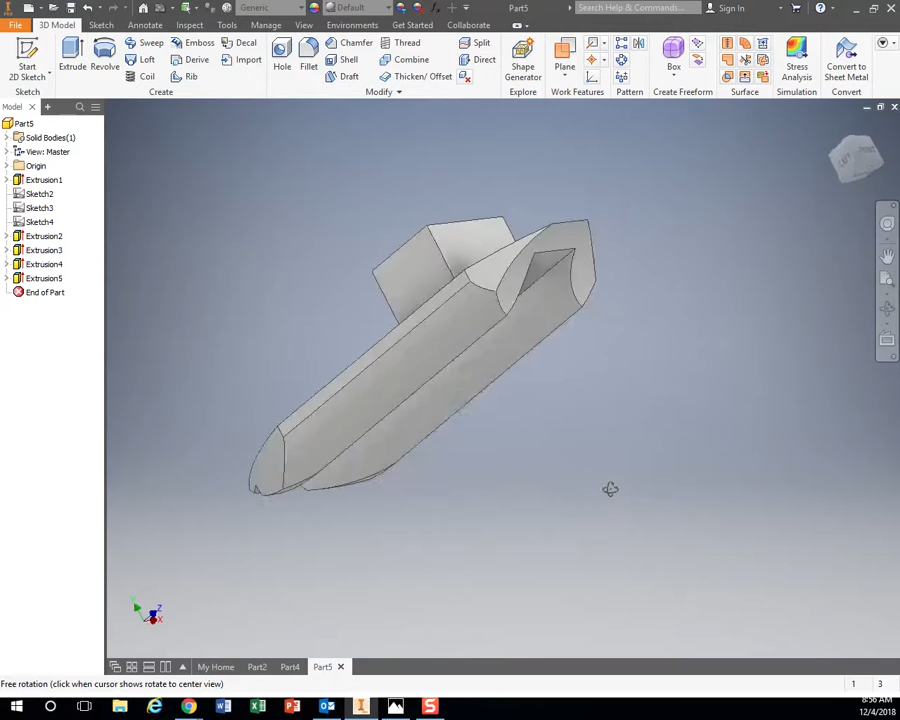 Generic Default Part5 Search Help & Commands... Sign In
File 3D Model Sketch Annotate Inspect Tools Manage View Environments Get Started Collaborate
Start
2D Sketch
Extrude Revolve
Sweep Emboss Decal
Loft Derive Import
Coil Rib
Hole Fillet
Chamfer Thread Split
Shell Combine Direct
Draft Thicken/ Offset
Shape
Generator
Plane
Box
Stress
Analysis
Convert to
Sheet Metal
Sketch Create Modify Explore Work Features Pattern Create Freeform Surface Simulation Convert
Model
Part5
Solid Bodies(1)
View: Master
Origin
Extrusion1
Sketch2
Sketch3
Sketch4
Extrusion2
Extrusion3
Extrusion4
Extrusion5
End of Part
Y
Z
X
My Home Part2 Part4 Part5
Free rotation (click when cursor shows rotate to center view) 1 3
8:56 AM
12/4/2018